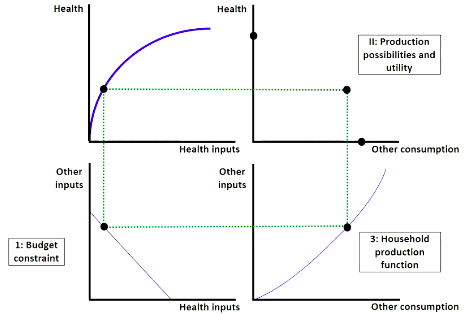 Health
Health
II: Production
possibilities and
utility
Health inputs
Other consumption
Other
inputs
Other
inputs
1: Budget
constraint
3: Household
production
function
Health inputs
Other consumption